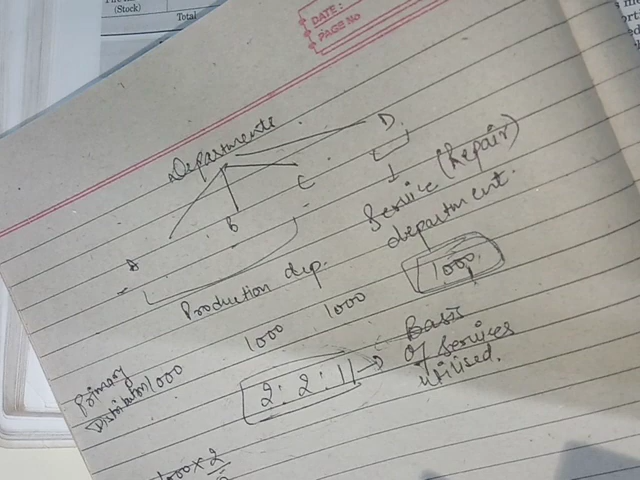 (Stock)
Total
DATE:
PAGE No
Departments
A
B
C
D.
Production dep.
Service (Repair)
department.
Primary
Distribution 1000
1000
1000
1000
2: 2: 1 →
Basis
of services
utilised.
1000 × 2